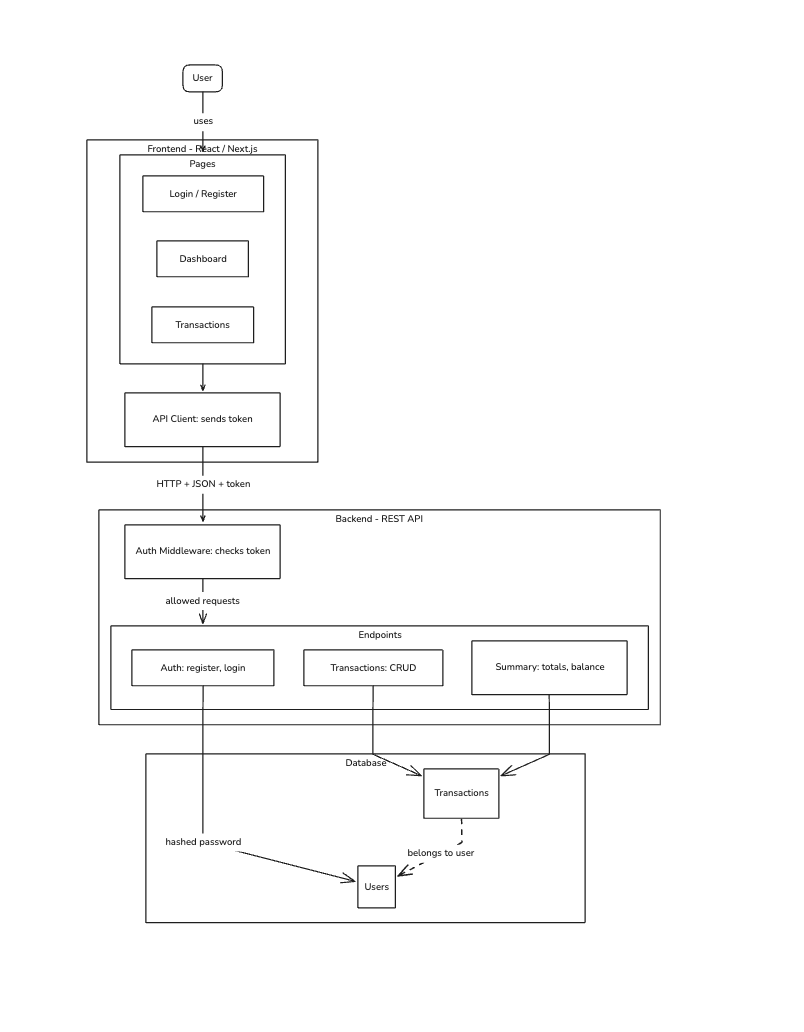 User
uses
Frontend - React / Next.js
Pages
Login / Register
Dashboard
Transactions
API Client: sends token
HTTP + JSON + token
Backend - REST API
Auth Middleware: checks token
allowed requests
Endpoints
Auth: register, login
Transactions: CRUD
Summary: totals, balance
Database
Transactions
hashed password
belongs to user
Users